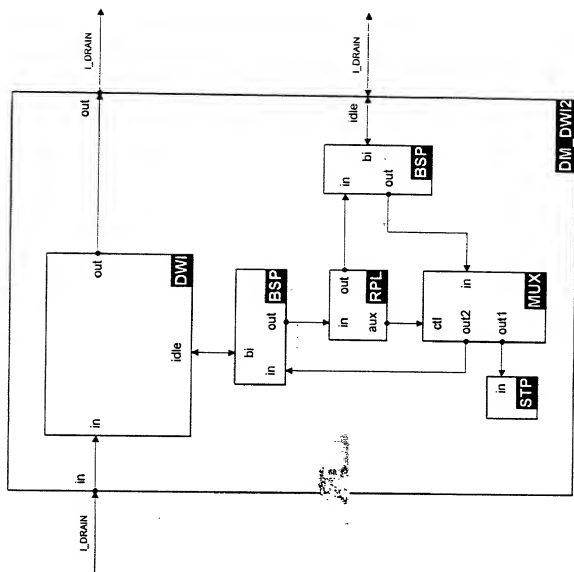 I_DRAIN
in
in
out
out
I_DRAIN
idle
DWI
bi
in
out
BSP
in
out
aux
RPL
in
bi
out
BSP
idle
I_DRAIN
ctl
out2
in
out1
MUX
in
STP
DM_DWI2